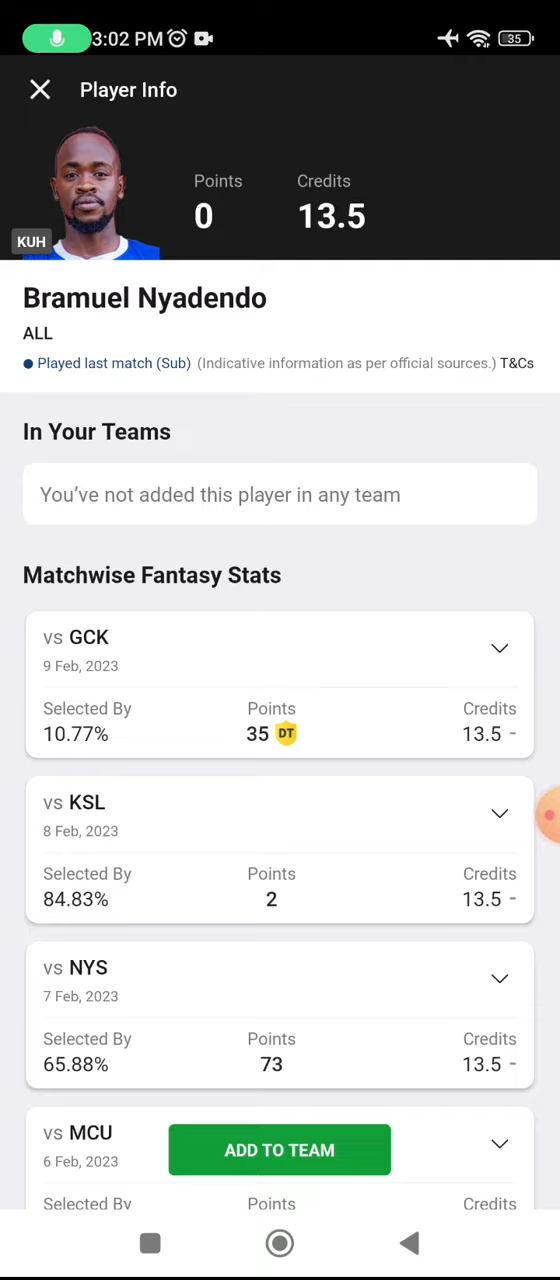 3:02 PM
35
Player Info
Points
Credits
0
13.5
KUH
Bramuel Nyadendo
ALL
Played last match (Sub) (Indicative information as per official sources.) T&Cs
In Your Teams
You’ve not added this player in any team
Matchwise Fantasy Stats
vs GCK
9 Feb, 2023
Selected By Points Credits
10.77% 35 DT 13.5 -
vs KSL
8 Feb, 2023
Selected By Points Credits
84.83% 2 13.5 -
vs NYS
7 Feb, 2023
Selected By Points Credits
65.88% 73 13.5 -
vs MCU
6 Feb, 2023
ADD TO TEAM
Selected By Points Credits